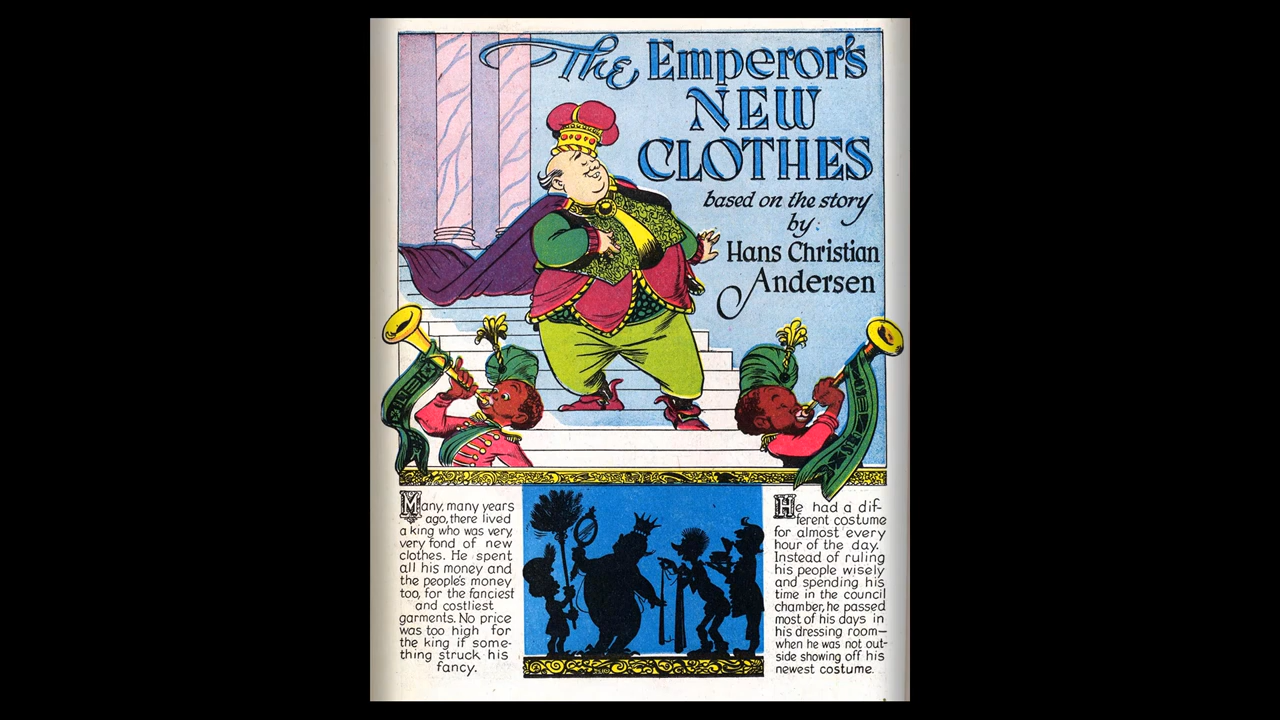 The Emperor's
NEW
CLOTHES
based on the story
by:
Hans Christian
Andersen
Many, many years
ago, there lived
a king who was very,
very fond of new
clothes. He spent
all his money and
the people's money
too, for the fanciest
and costliest
garments. No price
was too high for
the king if some-
thing struck his
fancy.
He had a dif-
ferent costume
for almost every
hour of the day.
Instead of ruling
his people wisely
and spending his
time in the council
chamber, he passed
most of his days in
his dressing room—
when he was not out-
side showing off his
newest costume.